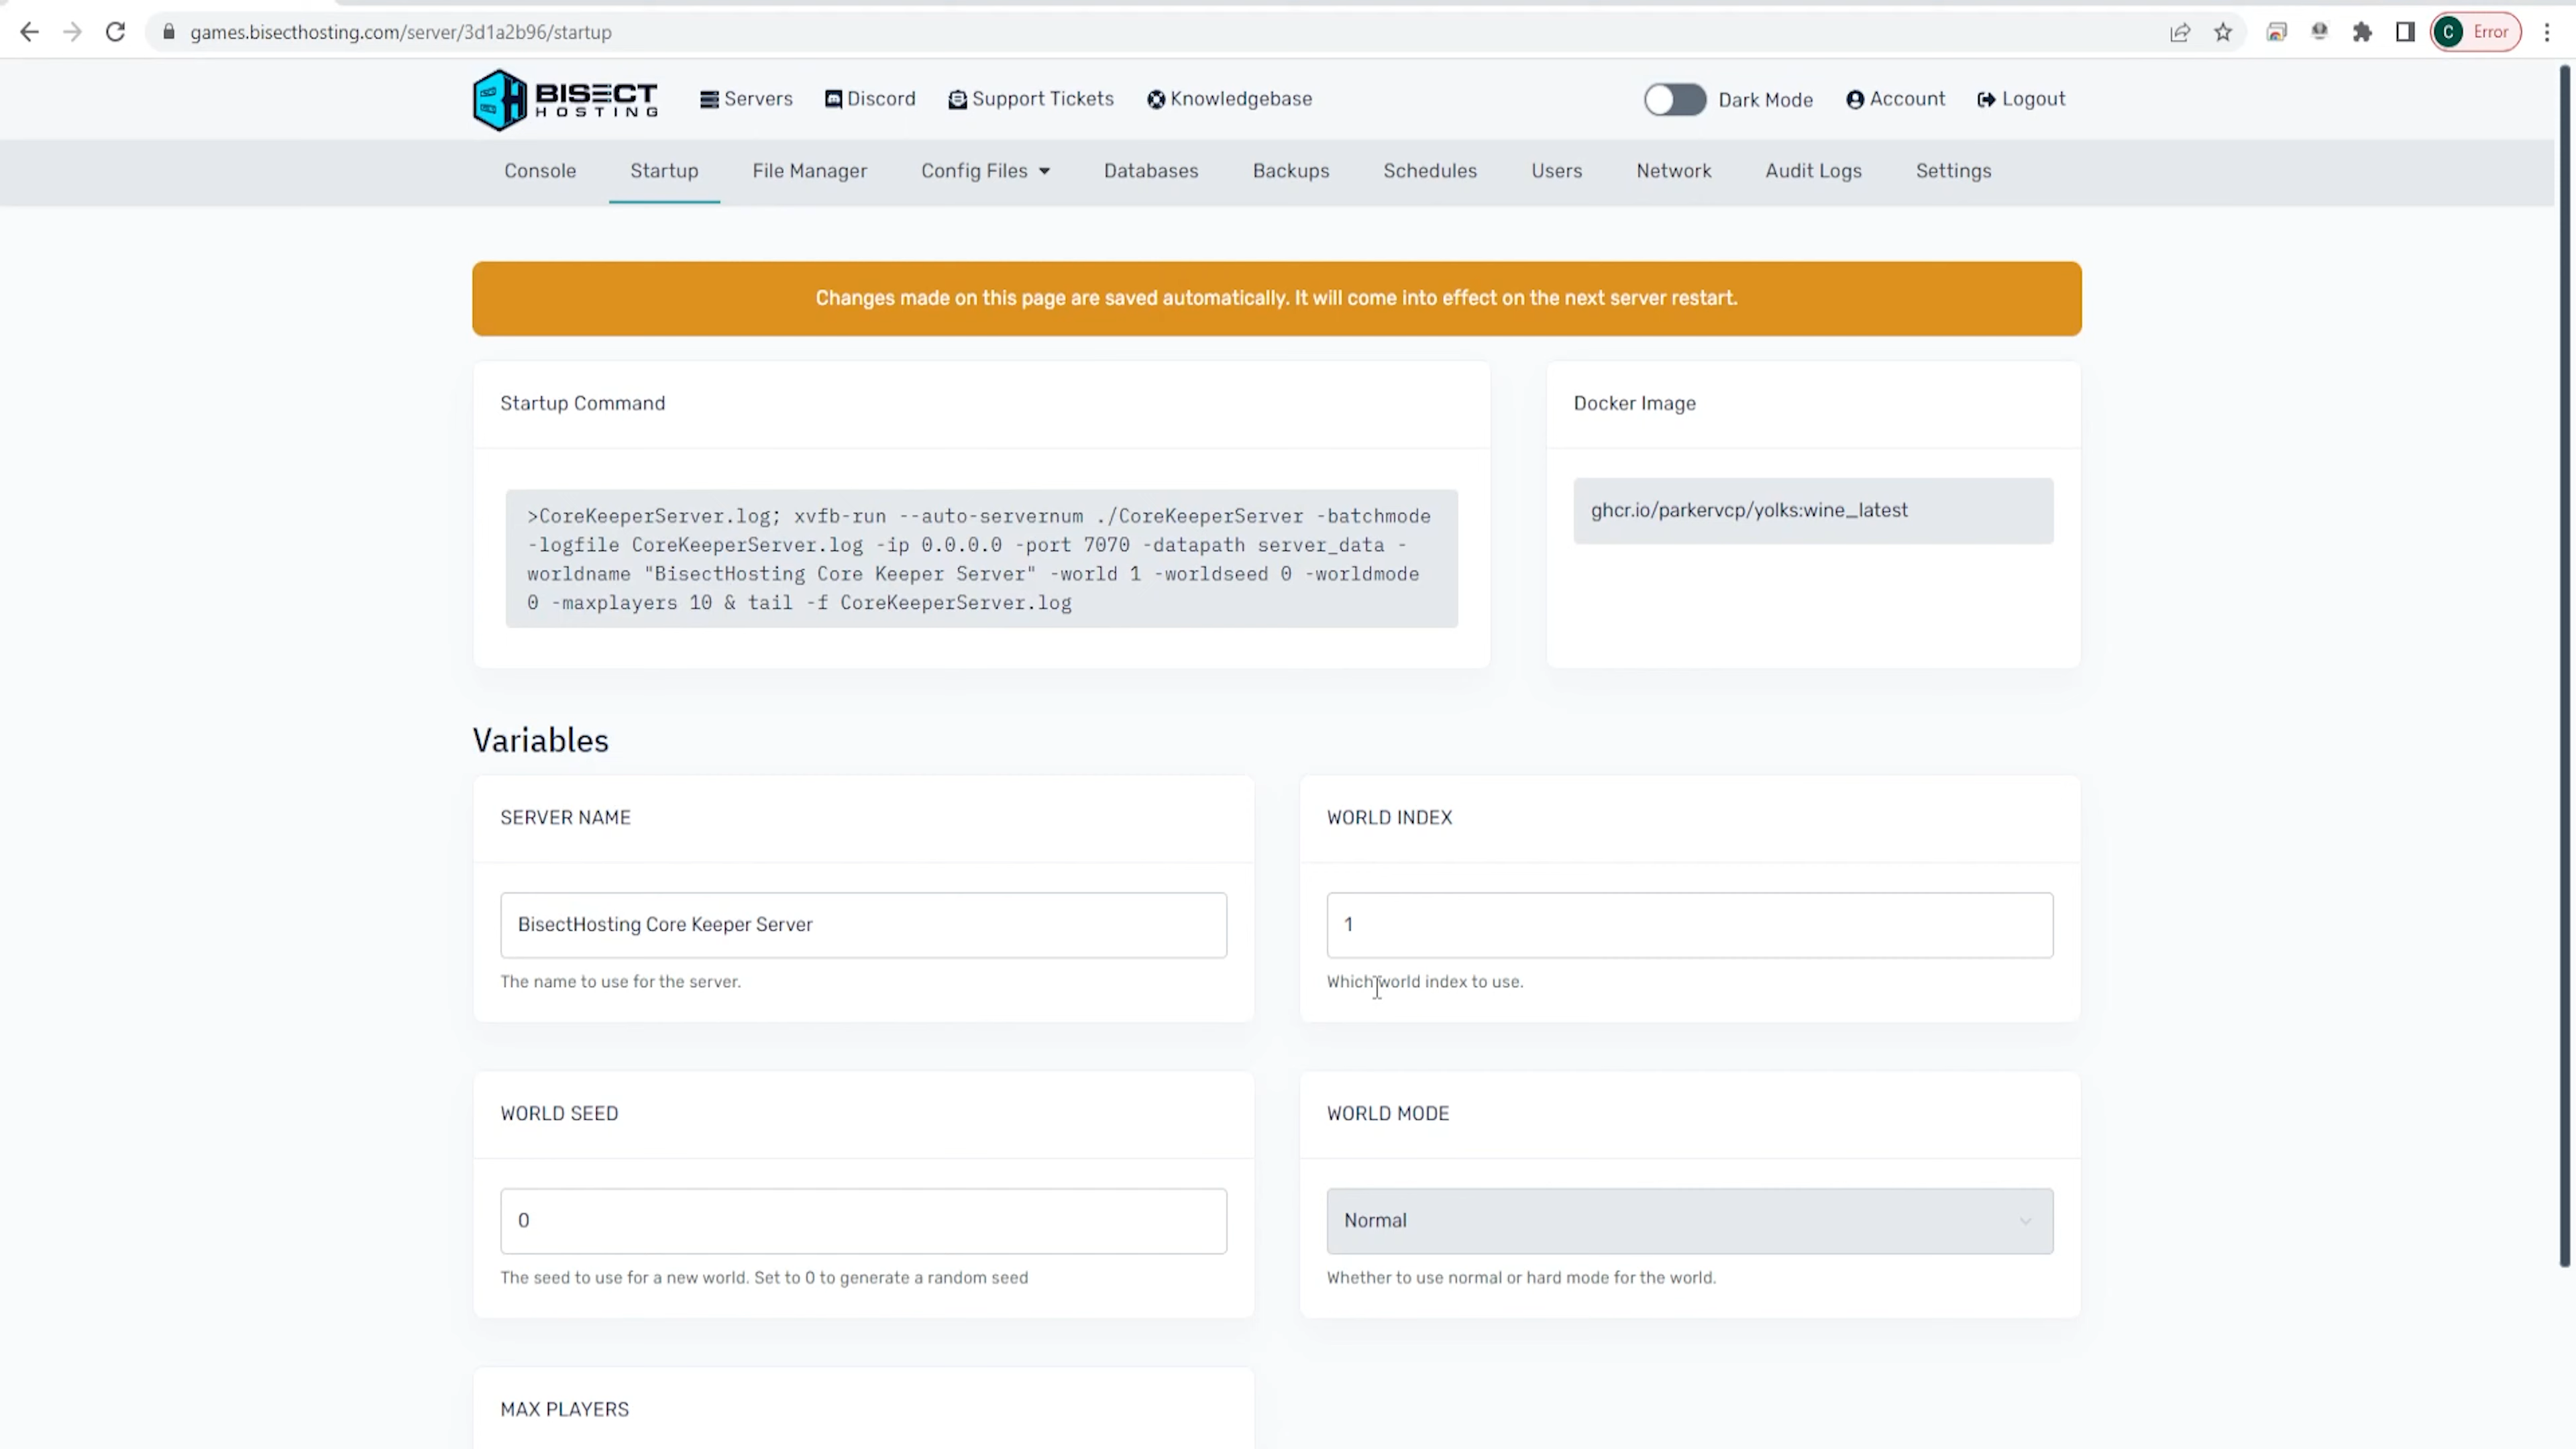 games.bisecthosting.com/server/3d1a2b96/startup
C Error
BISECT HOSTING
Servers Discord Support Tickets Knowledgebase
Dark Mode Account Logout
Console Startup File Manager Config Files Databases Backups Schedules Users Network Audit Logs Settings
Changes made on this page are saved automatically. It will come into effect on the next server restart.
Startup Command
>CoreKeeperServer.log; xvfb-run --auto-servernum ./CoreKeeperServer -batchmode
-logfile CoreKeeperServer.log -ip 0.0.0.0 -port 7070 -datapath server_data -
worldname "BisectHosting Core Keeper Server" -world 1 -worldseed 0 -worldmode
0 -maxplayers 10 & tail -f CoreKeeperServer.log
Docker Image
ghcr.io/parkervcp/yolks:wine_latest
Variables
SERVER NAME
BisectHosting Core Keeper Server
The name to use for the server.
WORLD INDEX
1
Which world index to use.
WORLD SEED
0
The seed to use for a new world. Set to 0 to generate a random seed
WORLD MODE
Normal
Whether to use normal or hard mode for the world.
MAX PLAYERS